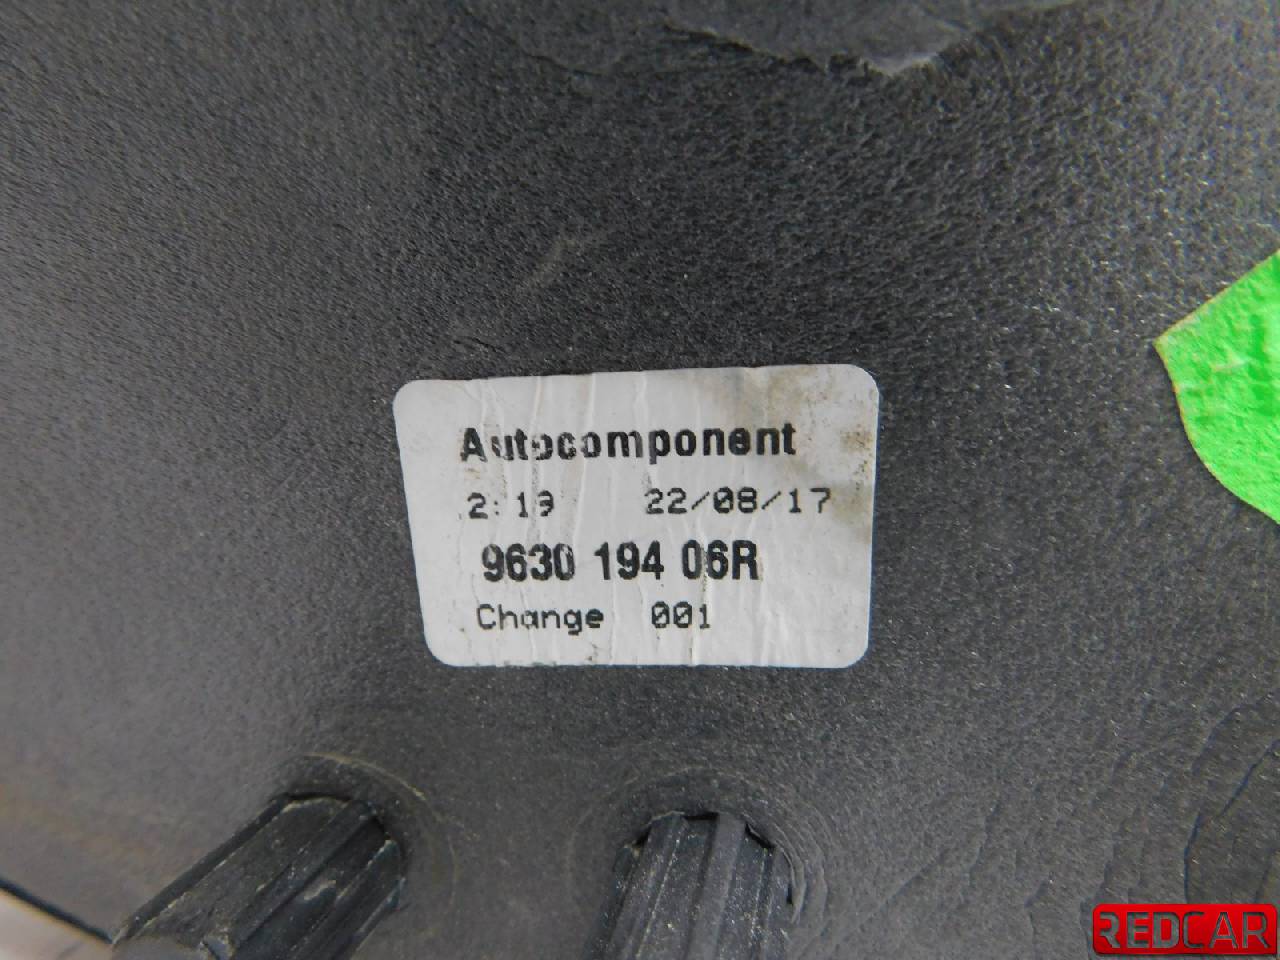 Autocomponent
2:19 22/08/17
9630 194 06R
Change 001
REDCAR